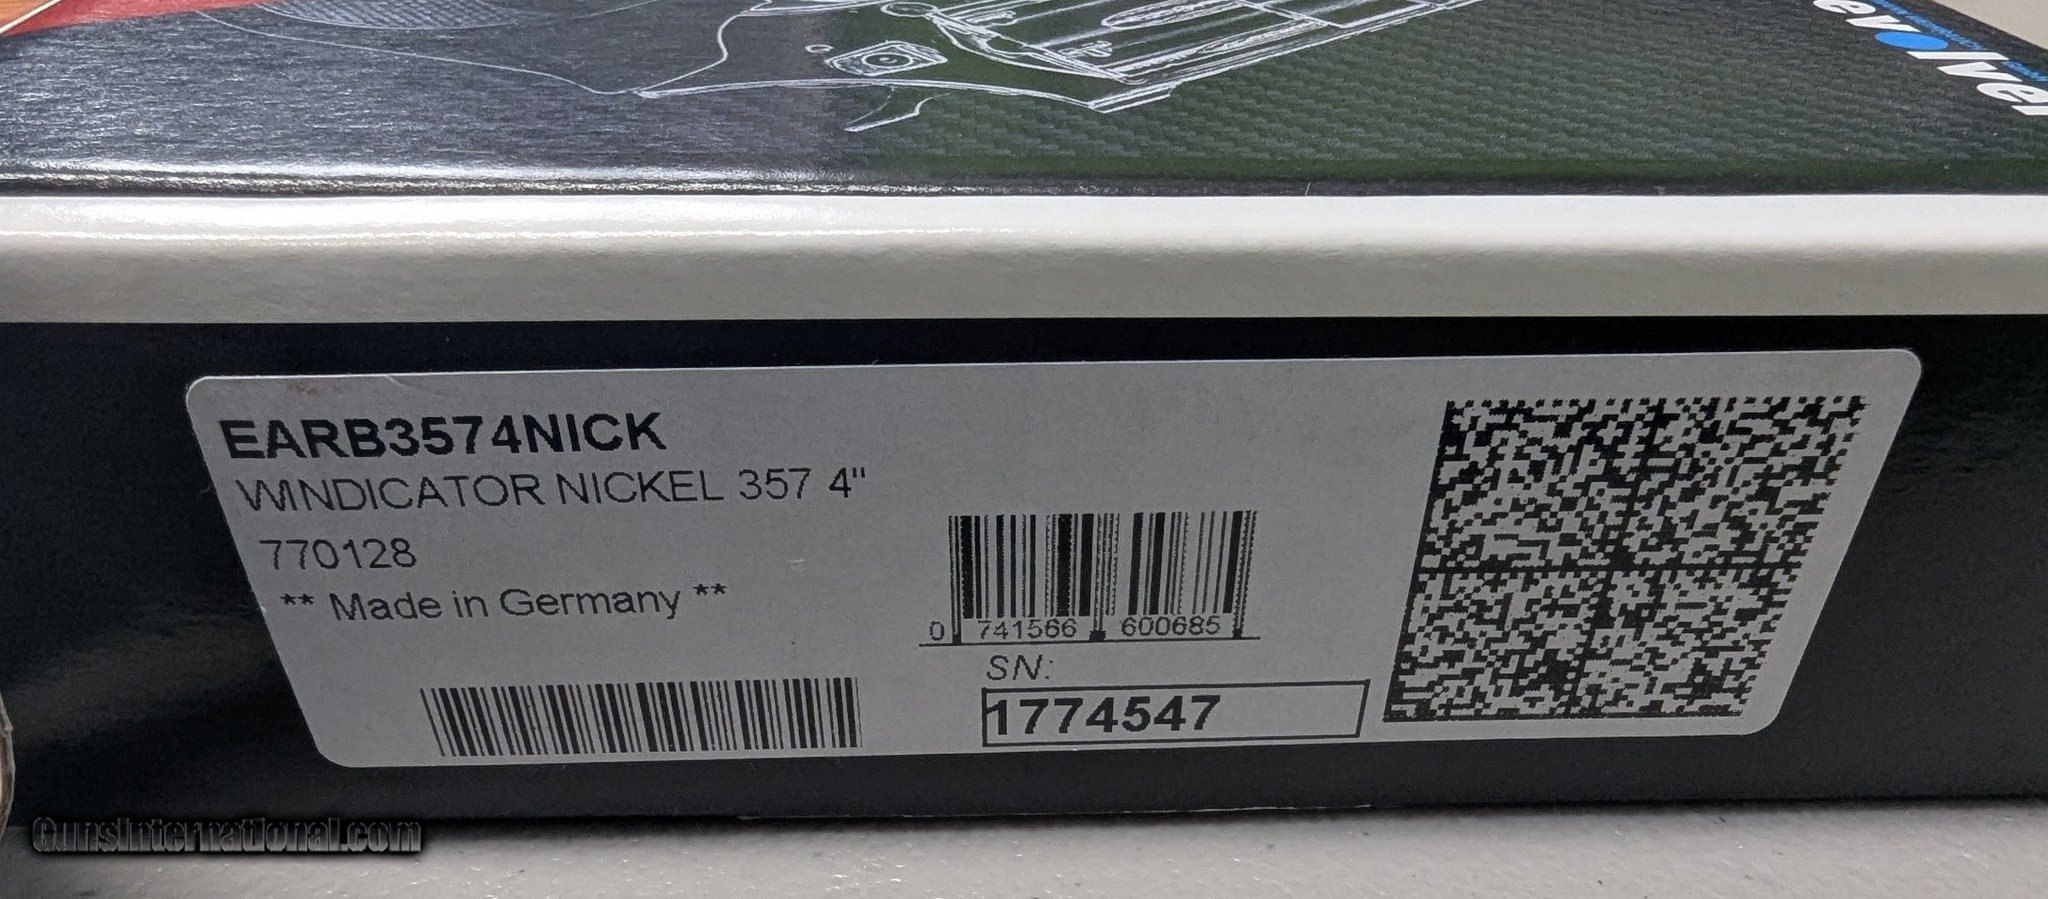 EARB3574NICK
WINDICATOR NICKEL 357 4"
770128
** Made in Germany **
0 741566 600685
SN:
1774547
GunsInternational.com